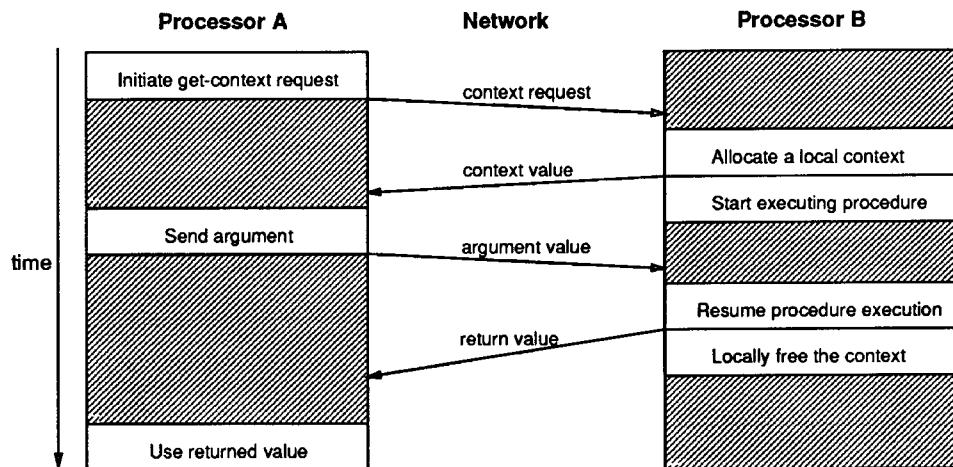 Processor A
Network
Processor B
Initiate get-context request
context request
Allocate a local context
context value
Start executing procedure
Send argument
argument value
time
Resume procedure execution
return value
Locally free the context
Use returned value